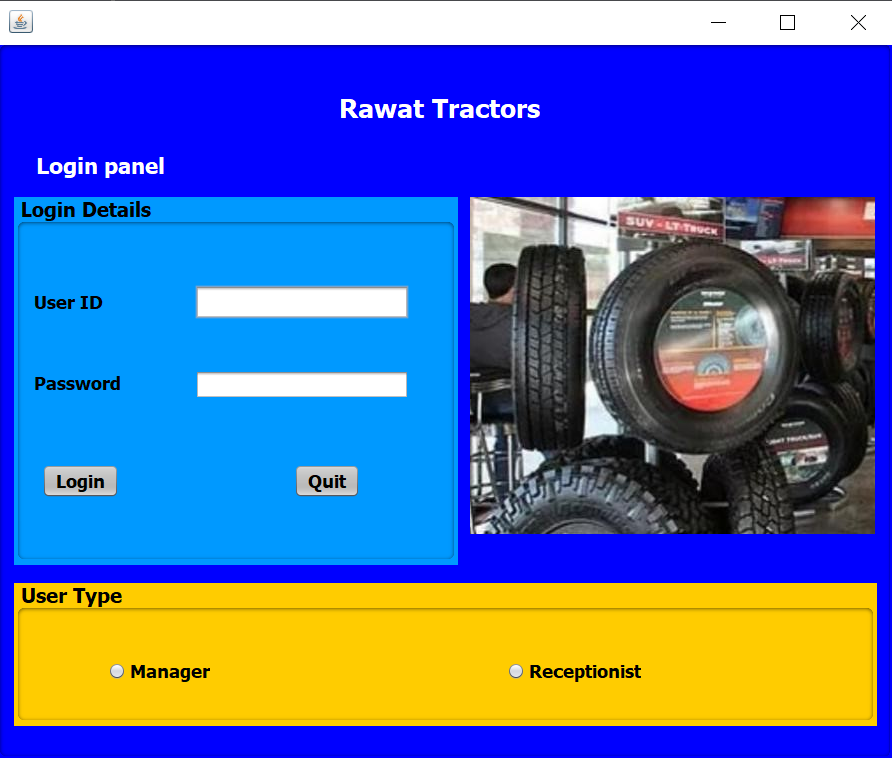 Rawat Tractors
Login panel
Login Details
SUV - LT TRUCK
User ID
Password
Login
Quit
User Type
Manager
Receptionist